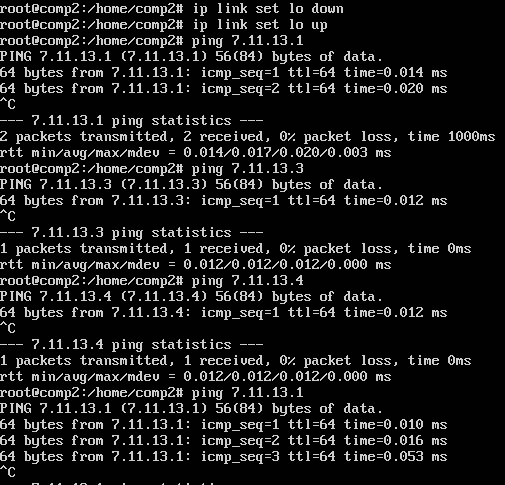 root@comp2:/home/comp2# ip link set lo down
root@comp2:/home/comp2# ip link set lo up
root@comp2:/home/comp2# ping 7.11.13.1
PING 7.11.13.1 (7.11.13.1) 56(84) bytes of data.
64 bytes from 7.11.13.1: icmp_seq=1 ttl=64 time=0.014 ms
64 bytes from 7.11.13.1: icmp_seq=2 ttl=64 time=0.020 ms
^C
--- 7.11.13.1 ping statistics ---
2 packets transmitted, 2 received, 0% packet loss, time 1000ms
rtt min/avg/max/mdev = 0.014/0.017/0.020/0.003 ms
root@comp2:/home/comp2# ping 7.11.13.3
PING 7.11.13.3 (7.11.13.3) 56(84) bytes of data.
64 bytes from 7.11.13.3: icmp_seq=1 ttl=64 time=0.012 ms
^C
--- 7.11.13.3 ping statistics ---
1 packets transmitted, 1 received, 0% packet loss, time 0ms
rtt min/avg/max/mdev = 0.012/0.012/0.012/0.000 ms
root@comp2:/home/comp2# ping 7.11.13.4
PING 7.11.13.4 (7.11.13.4) 56(84) bytes of data.
64 bytes from 7.11.13.4: icmp_seq=1 ttl=64 time=0.012 ms
^C
--- 7.11.13.4 ping statistics ---
1 packets transmitted, 1 received, 0% packet loss, time 0ms
rtt min/avg/max/mdev = 0.012/0.012/0.012/0.000 ms
root@comp2:/home/comp2# ping 7.11.13.1
PING 7.11.13.1 (7.11.13.1) 56(84) bytes of data.
64 bytes from 7.11.13.1: icmp_seq=1 ttl=64 time=0.010 ms
64 bytes from 7.11.13.1: icmp_seq=2 ttl=64 time=0.016 ms
64 bytes from 7.11.13.1: icmp_seq=3 ttl=64 time=0.053 ms
^C